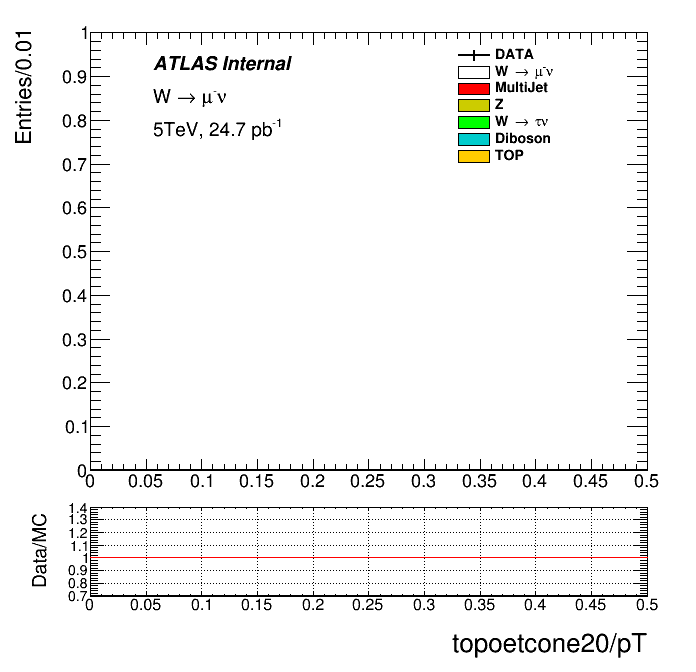 Entries/0.01
1
0.9
0.8
0.7
0.6
0.5
0.4
0.3
0.2
0.1
0
ATLAS Internal
W → μ⁻ν
5TeV, 24.7 pb⁻¹
DATA
W → μ⁻ν
MultiJet
Z
W → τν
Diboson
TOP
0 0.05 0.1 0.15 0.2 0.25 0.3 0.35 0.4 0.45 0.5
Data/MC
1.4
1.3
1.2
1.1
1
0.9
0.8
0.7
0 0.05 0.1 0.15 0.2 0.25 0.3 0.35 0.4 0.45 0.5
topoetcone20/pT